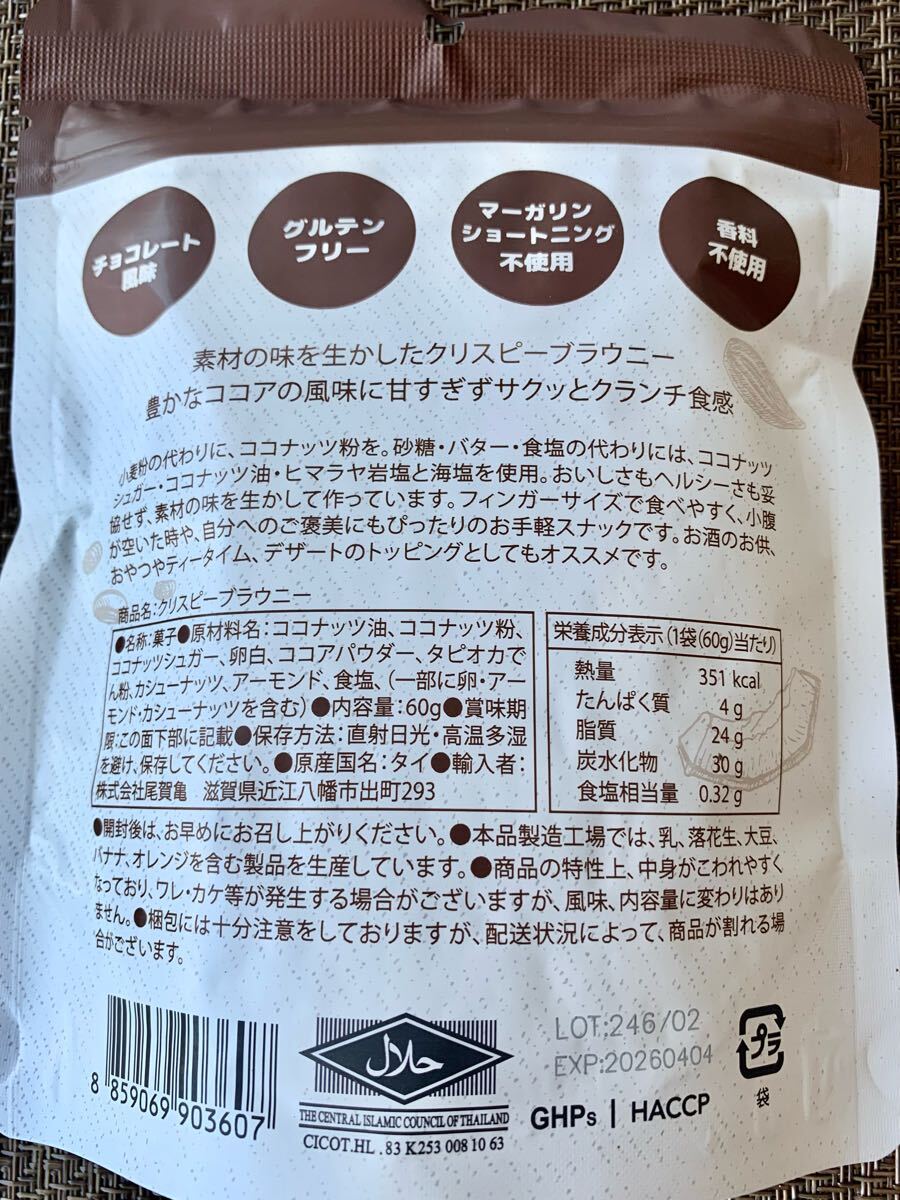 チョコレート
風味
グルテン
フリー
マーガリン
ショートニング
不使用
香料
不使用
素材の味を生かしたクリスピーブラウニー
豊かなココアの風味に甘すぎずサクッとクランチ食感
小麦粉の代わりに、ココナッツ粉を。砂糖・バター・食塩の代わりには、ココナッツ
シュガー・ココナッツ油・ヒマラヤ岩塩と海塩を使用。おいしさもヘルシーさも妥
協せず、素材の味を生かして作っています。フィンガーサイズで食べやすく、小腹
が空いた時や、自分へのご褒美にもぴったりのお手軽スナックです。お酒のお供、
おやつやティータイム、デザートのトッピングとしてもオススメです。
商品名:クリスピーブラウニー
●名称:菓子●原材料名:ココナッツ油、ココナッツ粉、
ココナッツシュガー、卵白、ココアパウダー、タピオカで
ん粉、カシューナッツ、アーモンド、食塩、(一部に卵・アー
モンド・カシューナッツを含む)●内容量:60g●賞味期
限:この面下部に記載●保存方法:直射日光・高温多湿
を避け、保存してください。●原産国名:タイ●輸入者:
株式会社尾賀亀 滋賀県近江八幡市出町293
栄養成分表示(1袋(60g)当たり)
熱量 351 kcal
たんぱく質 4 g
脂質 24 g
炭水化物 30 g
食塩相当量 0.32 g
●開封後は、お早めにお召し上がりください。●本品製造工場では、乳、落花生、大豆、
バナナ、オレンジを含む製品を生産しています。●商品の特性上、中身がこわれやすく
なっており、ワレ・カケ等が発生する場合がございますが、風味、内容量に変わりはあり
ません。●梱包には十分注意をしておりますが、配送状況によって、商品が割れる場
合がございます。
8 859069 903607
حلال
THE CENTRAL ISLAMIC COUNCIL OF THAILAND
CICOT.HL . 83 K253 008 10 63
LOT:246/02
EXP:20260404
GHPs | HACCP
プラ
袋